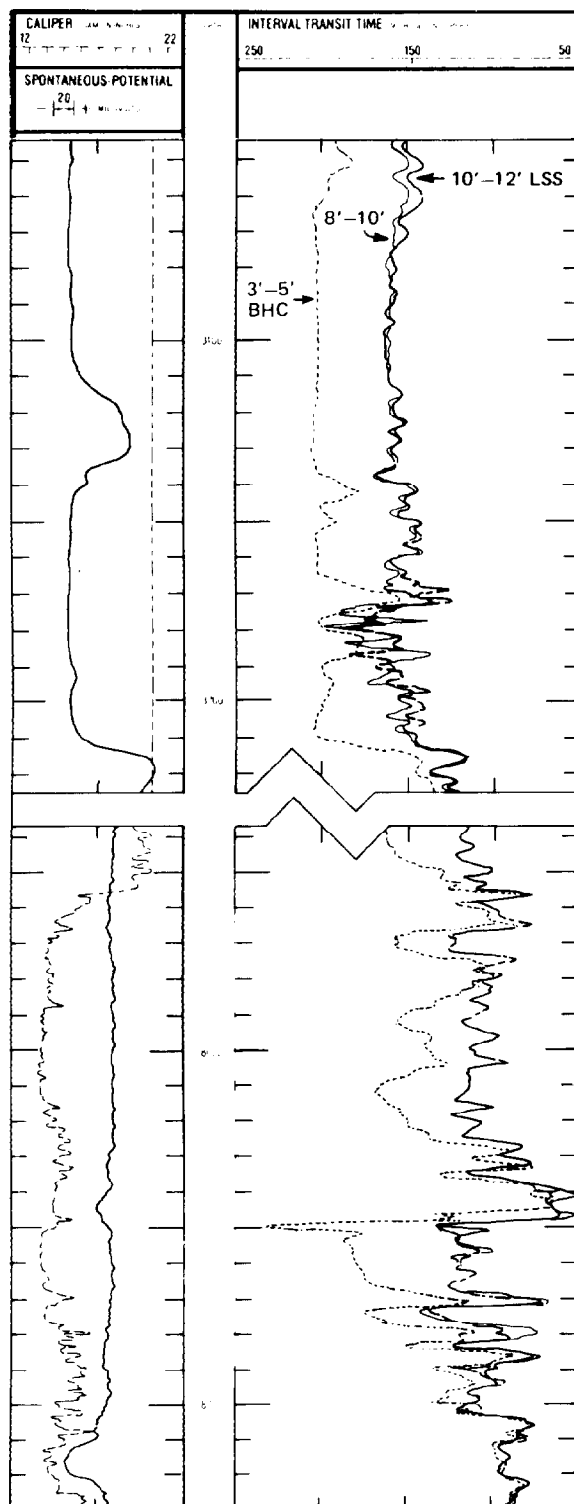 CALIPER
12 22
SPONTANEOUS-POTENTIAL
20
- +
INTERVAL TRANSIT TIME
250 150 50
10'–12' LSS
8'–10'
3'–5'
BHC